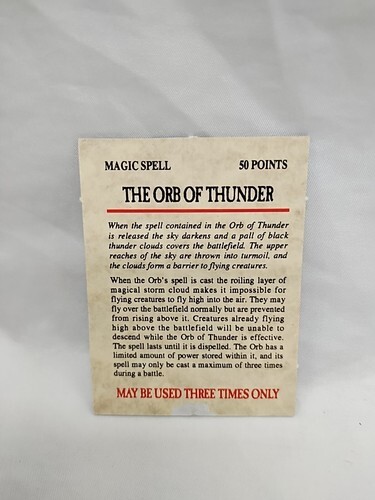 MAGIC SPELL 50 POINTS
THE ORB OF THUNDER
When the spell contained in the Orb of Thunder
is released the sky darkens and a pall of black
thunder clouds covers the battlefield. The upper
reaches of the sky are thrown into turmoil, and
the clouds form a barrier to flying creatures.
When the Orb's spell is cast the roiling layer of
magical storm cloud makes it impossible for
flying creatures to fly high into the air. They may
fly over the battlefield normally but are prevented
from rising above it. Creatures already flying
high above the battlefield will be unable to
descend while the Orb of Thunder is effective.
The spell lasts until it is dispelled. The Orb has a
limited amount of power stored within it, and its
spell may only be cast a maximum of three times
during a battle.
MAY BE USED THREE TIMES ONLY